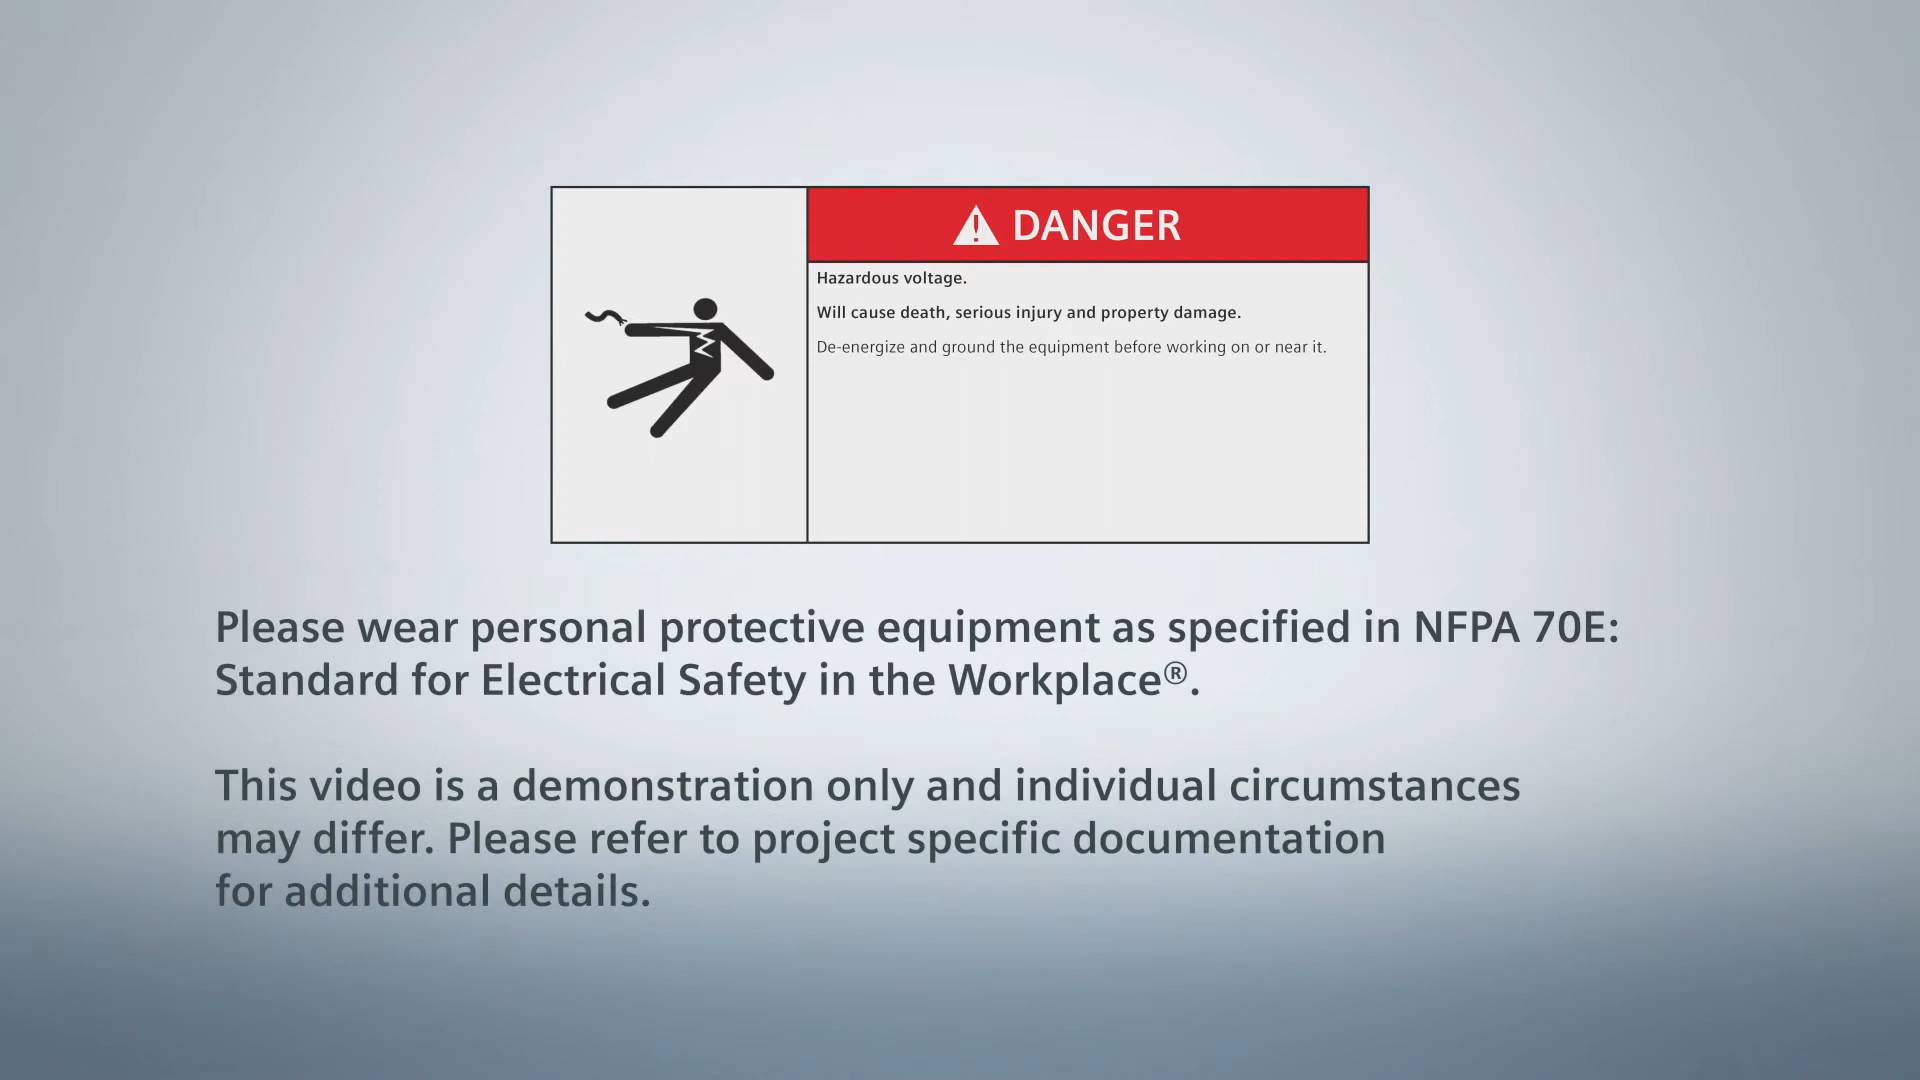 DANGER
Hazardous voltage.
Will cause death, serious injury and property damage.
De-energize and ground the equipment before working on or near it.
Please wear personal protective equipment as specified in NFPA 70E:
Standard for Electrical Safety in the Workplace®.
This video is a demonstration only and individual circumstances
may differ. Please refer to project specific documentation
for additional details.